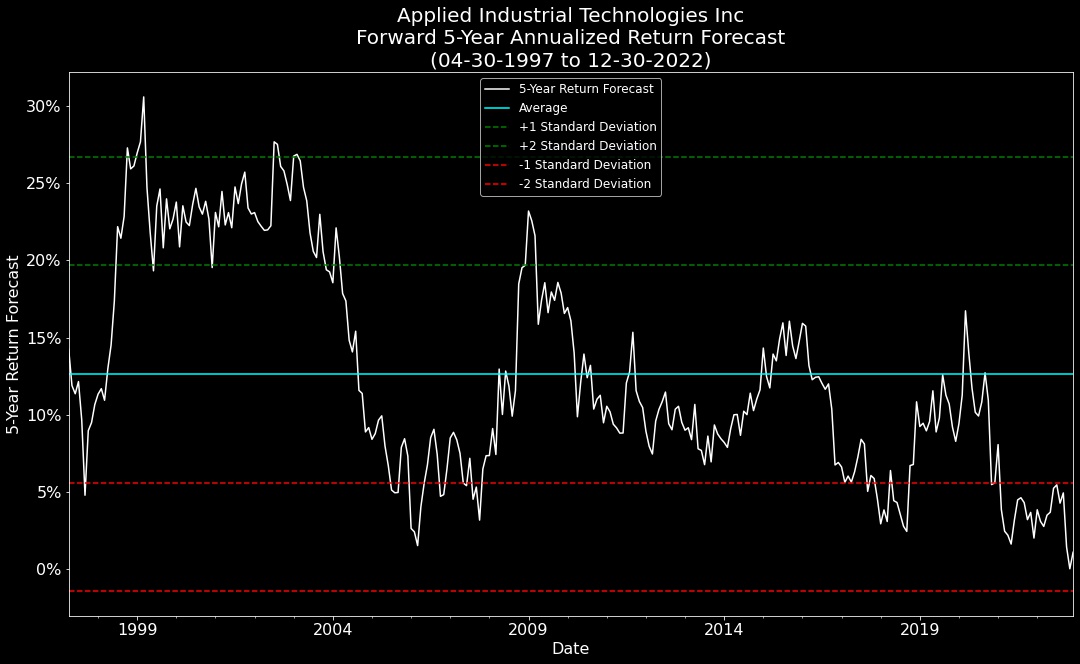 Applied Industrial Technologies Inc
Forward 5-Year Annualized Return Forecast
(04-30-1997 to 12-30-2022)
5-Year Return Forecast
Average
+1 Standard Deviation
+2 Standard Deviation
-1 Standard Deviation
-2 Standard Deviation
5-Year Return Forecast
30%
25%
20%
15%
10%
5%
0%
1999
2004
2009
2014
2019
Date